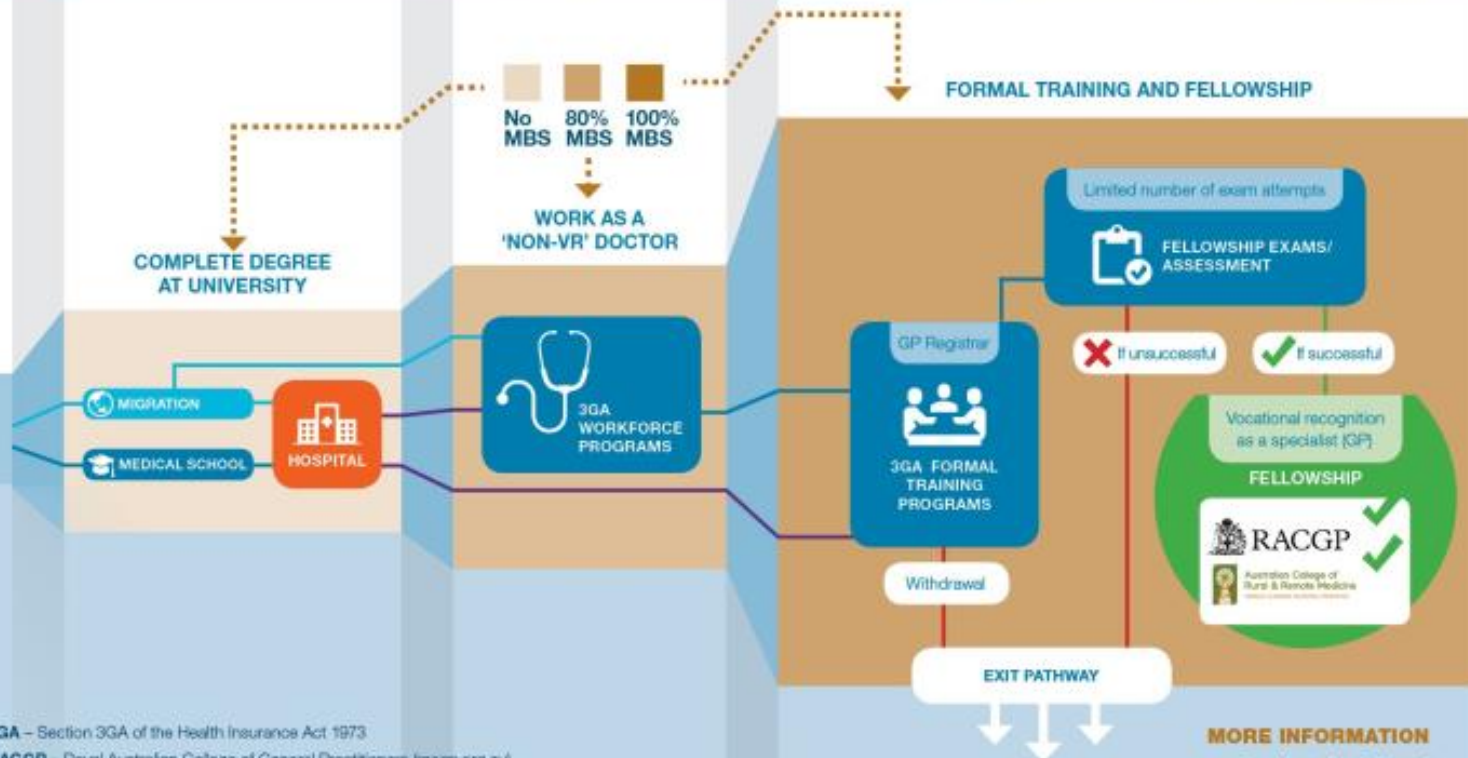 No
MBS
80%
MBS
100%
MBS
FORMAL TRAINING AND FELLOWSHIP
WORK AS A
'NON-VR' DOCTOR
COMPLETE DEGREE
AT UNIVERSITY
MIGRATION
MEDICAL SCHOOL
HOSPITAL
3GA
WORKFORCE
PROGRAMS
GP Registrar
3GA FORMAL
TRAINING
PROGRAMS
Withdrawal
Limited number of exam attempts
FELLOWSHIP EXAMS/
ASSESSMENT
If unsuccessful
If successful
Vocational recognition
as a specialist (GP)
FELLOWSHIP
RACGP
Australian College of
Rural & Remote Medicine
EXIT PATHWAY
GA – Section 3GA of the Health Insurance Act 1973
MORE INFORMATION